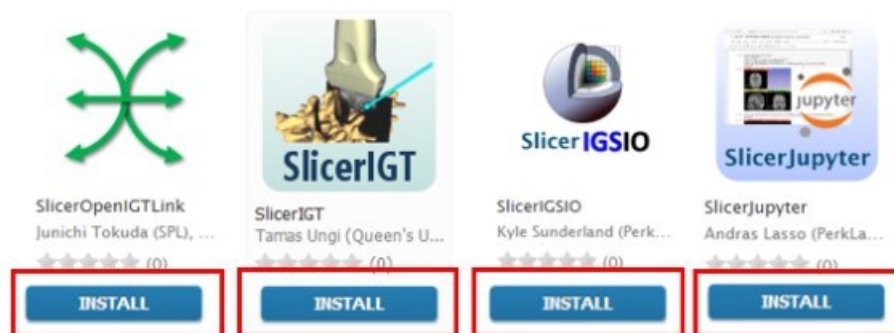 SlicerIGT
Slicer IGSIO
Jupyter
SlicerJupyter
SlicerOpenIGTLink
Junichi Tokuda (SPL), ...
(0)
INSTALL
SlicerIGT
Tamas Ungi (Queen's U...
(0)
INSTALL
SlicerIGSIO
Kyle Sunderland (Perk...
(0)
INSTALL
SlicerJupyter
Andras Lasso (PerkLa...
(0)
INSTALL